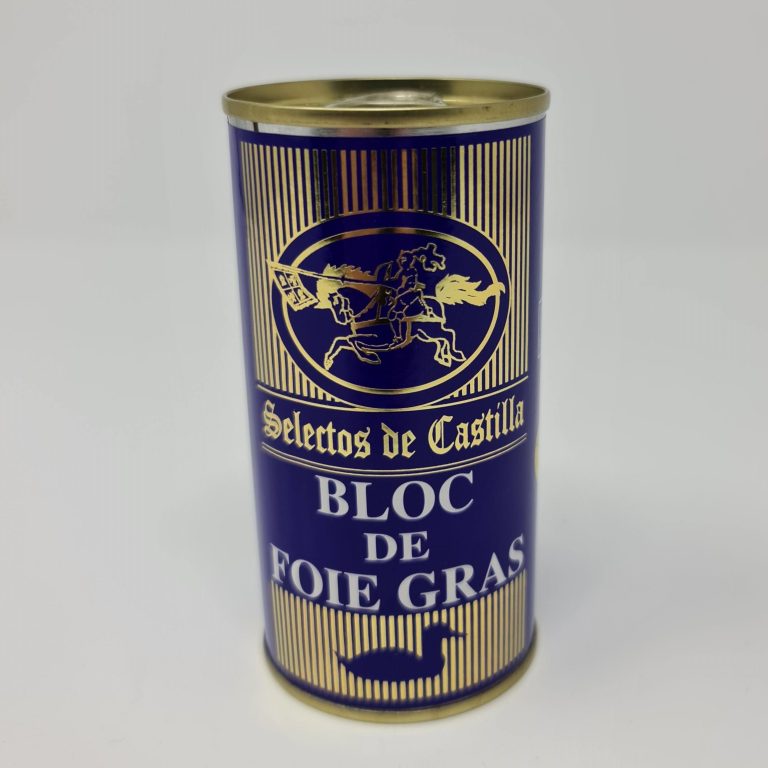 Selectos de Castilla
BLOC
DE
FOIE GRAS